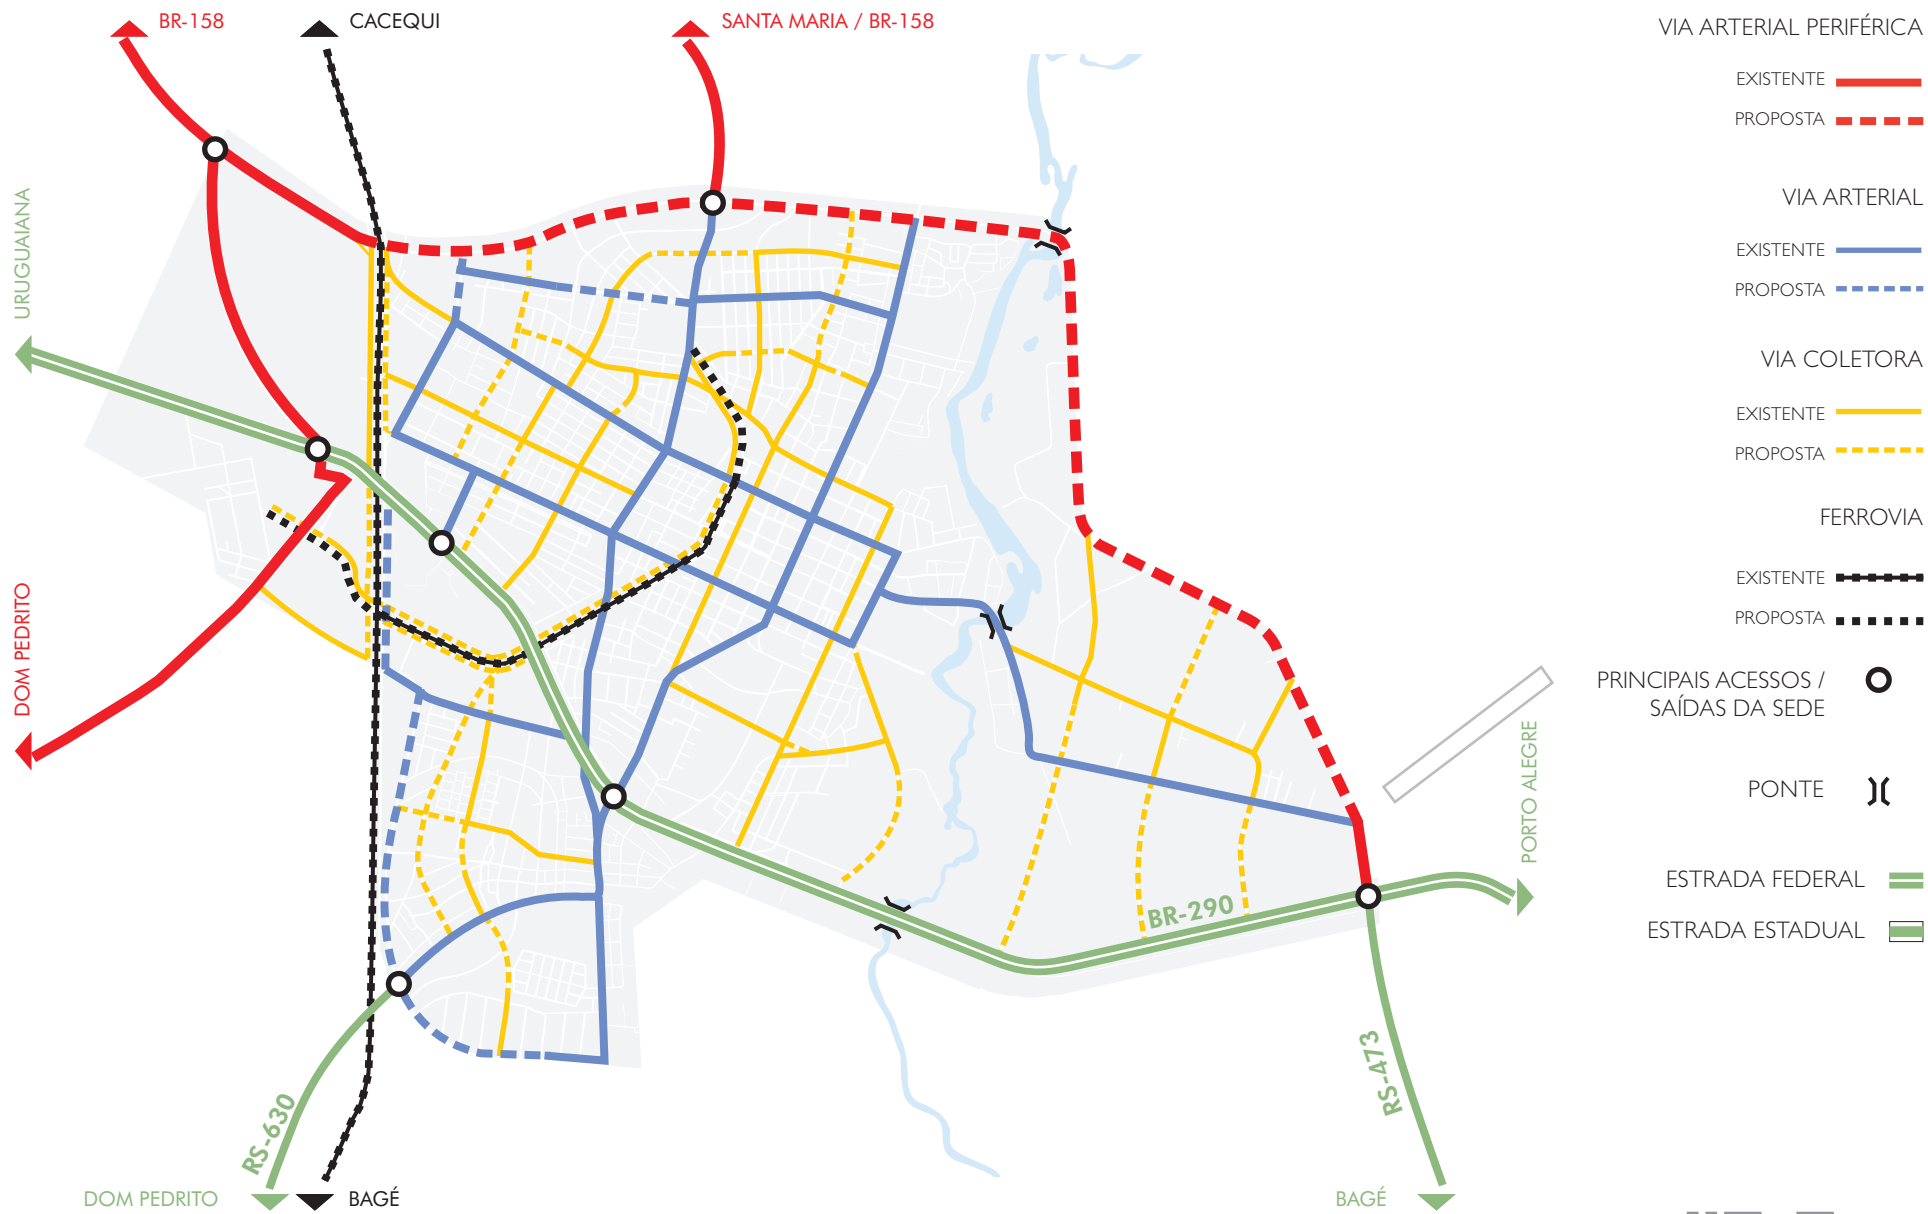 BR-158
CACEQUI
SANTA MARIA / BR-158
URUGUAIANA
DOM PEDRITO
PORTO ALEGRE
BR-290
RS-473
RS-630
DOM PEDRITO
BAGÉ
BAGÉ
VIA ARTERIAL PERIFÉRICA
EXISTENTE
PROPOSTA
VIA ARTERIAL
EXISTENTE
PROPOSTA
VIA COLETORA
EXISTENTE
PROPOSTA
FERROVIA
EXISTENTE
PROPOSTA
PRINCIPAIS ACESSOS /
SAÍDAS DA SEDE
PONTE
ESTRADA FEDERAL
ESTRADA ESTADUAL